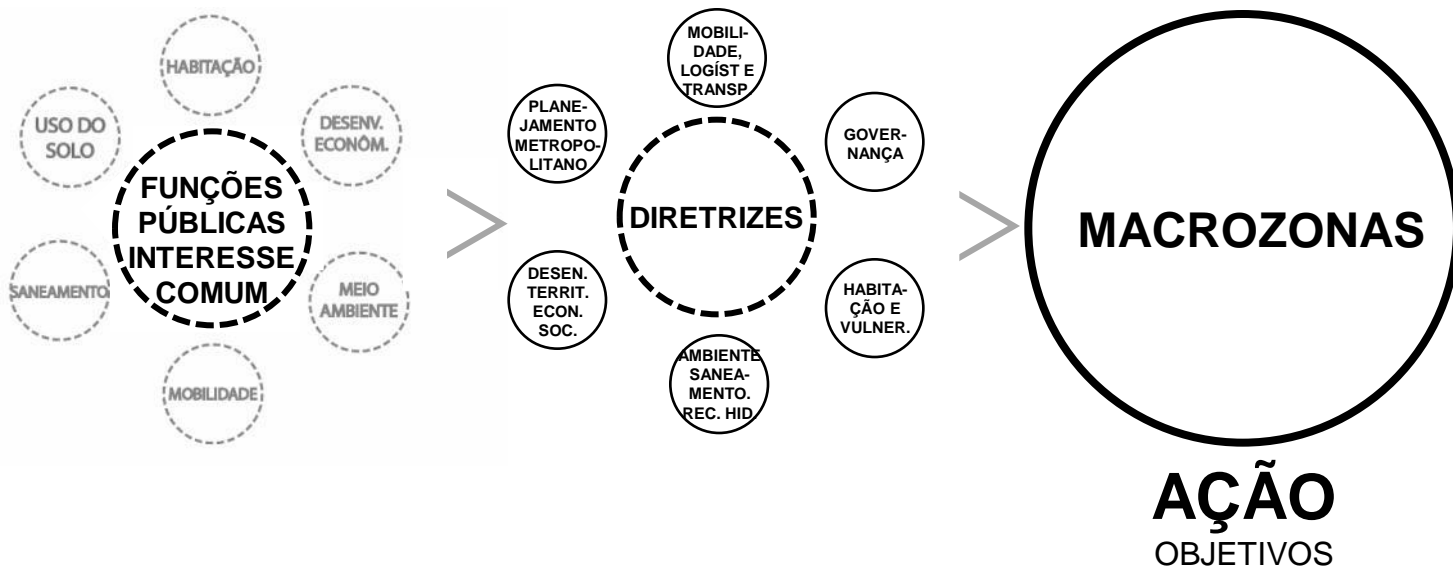 HABITAÇÃO
USO DO
SOLO
DESENV.
ECONÔM.
FUNÇÕES
PÚBLICAS
INTERESSE
COMUM
SANEAMENTO
MEIO
AMBIENTE
MOBILIDADE
MOBILI-
DADE,
LOGÍST E
TRANSP.
PLANE-
JAMENTO
METROPO-
LITANO
GOVER-
NANÇA
DIRETRIZES
DESEN.
TERRIT.
ECON.
SOC.
HABITA-
ÇÃO E
VULNER.
AMBIENTE
SANEA-
MENTO.
REC. HID.
MACROZONAS
AÇÃO
OBJETIVOS